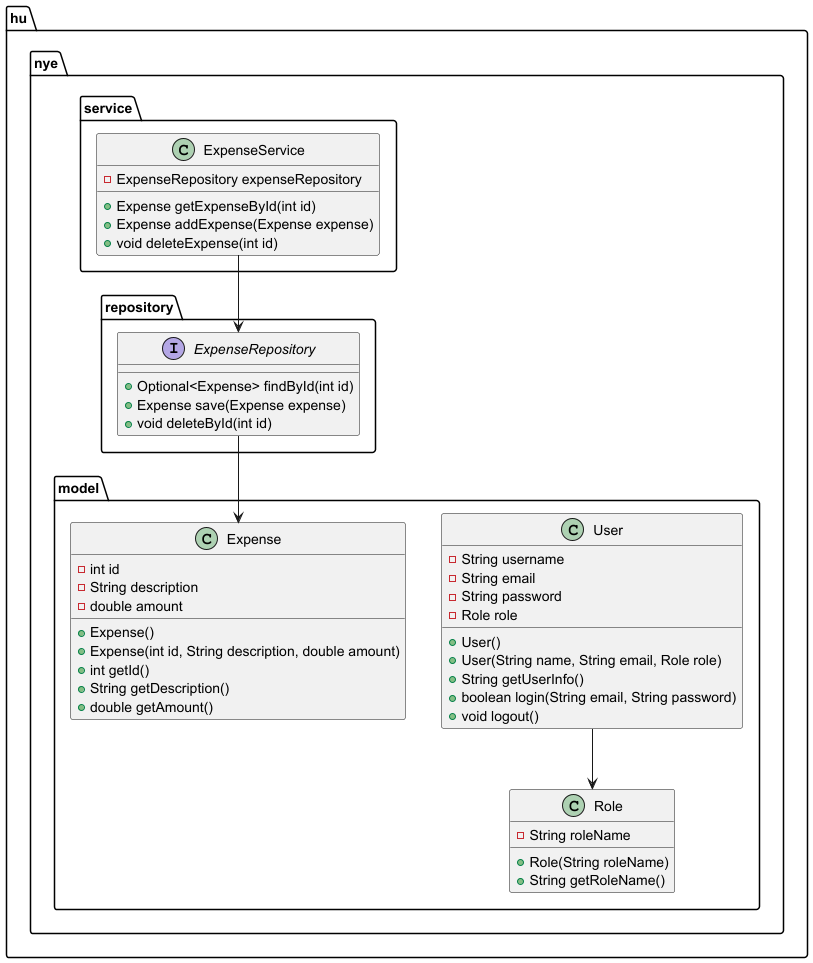 hu
nye
service
C ExpenseService
ExpenseRepository expenseRepository
Expense getExpenseById(int id)
Expense addExpense(Expense expense)
void deleteExpense(int id)
repository
I ExpenseRepository
Optional<Expense> findById(int id)
Expense save(Expense expense)
void deleteById(int id)
model
C Expense
int id
String description
double amount
Expense()
Expense(int id, String description, double amount)
int getId()
String getDescription()
double getAmount()
C User
String username
String email
String password
Role role
User()
User(String name, String email, Role role)
String getUserInfo()
boolean login(String email, String password)
void logout()
C Role
String roleName
Role(String roleName)
String getRoleName()